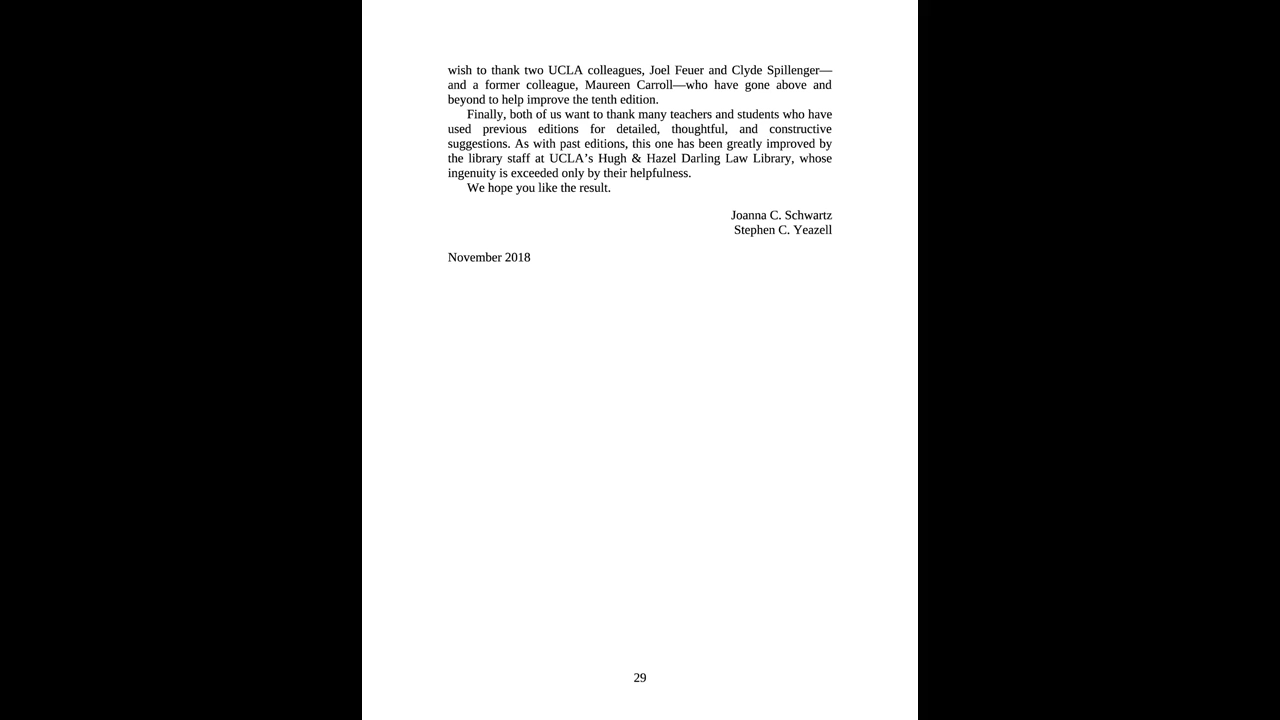 wish to thank two UCLA colleagues, Joel Feuer and Clyde Spillenger—
and a former colleague, Maureen Carroll—who have gone above and
beyond to help improve the tenth edition.
Finally, both of us want to thank many teachers and students who have
used previous editions for detailed, thoughtful, and constructive
suggestions. As with past editions, this one has been greatly improved by
the library staff at UCLA’s Hugh & Hazel Darling Law Library, whose
ingenuity is exceeded only by their helpfulness.
We hope you like the result.
Joanna C. Schwartz
Stephen C. Yeazell
November 2018
29